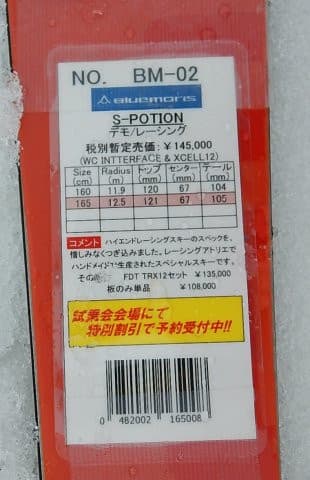 NO. BM-02
Bluemoris
S-POTION
デモ/レーシング
税別暫定売価:¥145,000
(WC INTTERFACE & XCELL12)
Size (cm) Radius (m) トップ (mm) センター (mm) テール (mm)
160 11.9 120 67 104
165 12.5 121 67 105
コメント ハイエンドレーシングスキーのスペックを、
惜しみなくつぎ込みました。レーシングアトリエで
ハンドメイドで生産されたスペシャルスキーです。
FDT TRX12セット ¥135,000
板のみ単品 ¥108,000
試乗会会場にて
特別割引で予約受付中!!
0 482002 165008